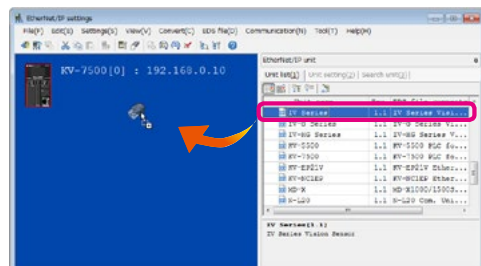 EtherNet/IP settings
File(F) Edit(E) Settings(S) View(V) Convert(C) EDS file(D) Communication(N) Tool(T) Help(H)
KV-7500[0] : 192.168.0.10
EtherNet/IP unit
Unit list(1) Unit setting(2) Search unit(3)
IV Series 1.1 IV Series Visi...
IV-G Series 1.1 IV-G Series Vi...
IV-HG Series 1.1 IV-HG Series V...
KV-5500 1.1 KV-5500 PLC fo...
KV-7500 1.1 KV-7500 PLC fo...
KV-EP21V 1.1 KV-EP21V Ether...
KV-NC1EP 1.1 KV-NC1EP Ether...
MD-X 1.1 MD-X1000/1500S...
N-L20 1.1 N-L20 Com. Uni...
IV Series(1.1)
IV Series Vision Sensor